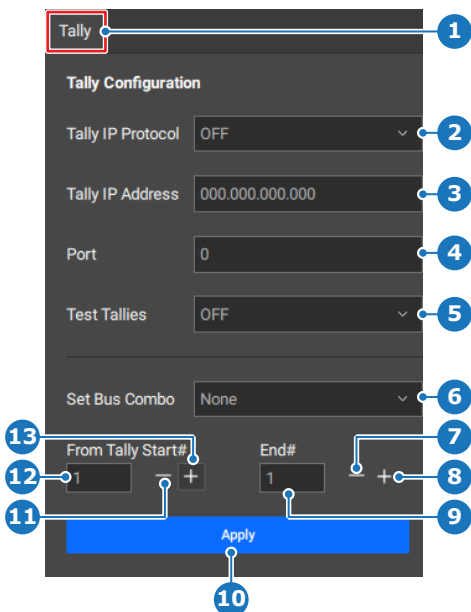 Tally 1
Tally Configuration
Tally IP Protocol OFF 2
Tally IP Address 000.000.000.000 3
Port 0 4
Test Tallies OFF 5
Set Bus Combo None 6
13 7
From Tally Start# End#
12 1 − + 1 − + 8
11 9
Apply
10